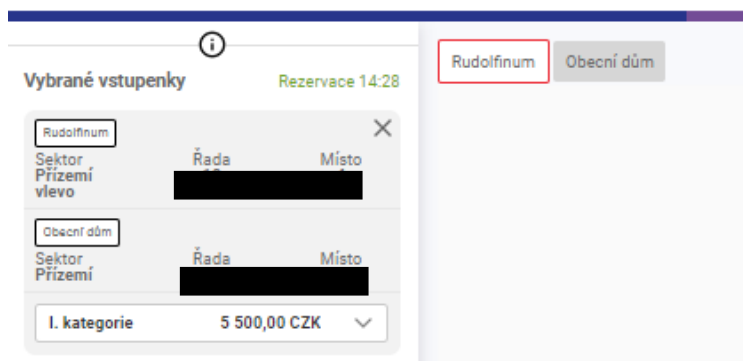 Vybrané vstupenky Rezervace 14:28
Rudolfinum
Sektor Řada Místo
Přízemí
vlevo
Obecní dům
Sektor Řada Místo
Přízemí
I. kategorie 5 500,00 CZK
Rudolfinum Obecní dům